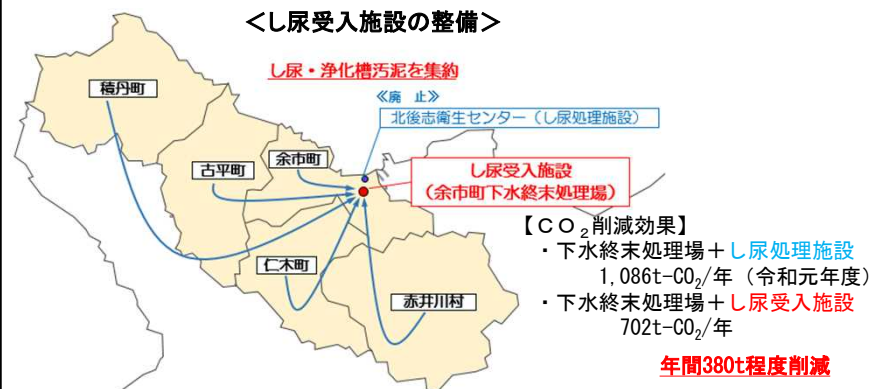 ＜し尿受入施設の整備＞
し尿・浄化槽汚泥を集約
≪廃 止≫
北後志衛生センター（し尿処理施設）
積丹町
古平町
余市町
し尿受入施設
（余市町下水終末処理場）
仁木町
赤井川村
【ＣＯ₂削減効果】
・下水終末処理場＋し尿処理施設
1,086t-CO₂/年（令和元年度）
・下水終末処理場＋し尿受入施設
702t-CO₂/年
年間380t程度削減